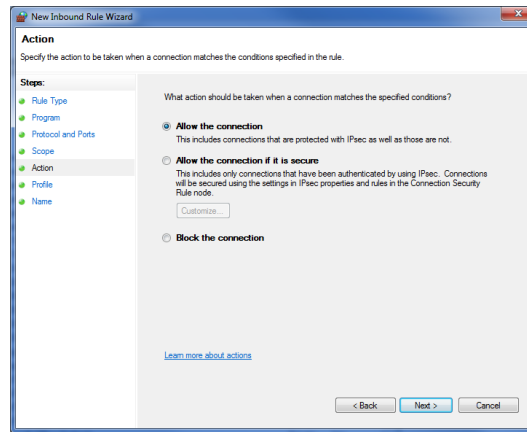 New Inbound Rule Wizard
Action
Specify the action to be taken when a connection matches the conditions specified in the rule.
Steps:
Rule Type
Program
Protocol and Ports
Scope
Action
Profile
Name
What action should be taken when a connection matches the specified conditions?
Allow the connection
This includes connections that are protected with IPsec as well as those are not.
Allow the connection if it is secure
This includes only connections that have been authenticated by using IPsec. Connections
will be secured using the settings in IPsec properties and rules in the Connection Security
Rule node.
Customize...
Block the connection
Learn more about actions
< Back
Next >
Cancel